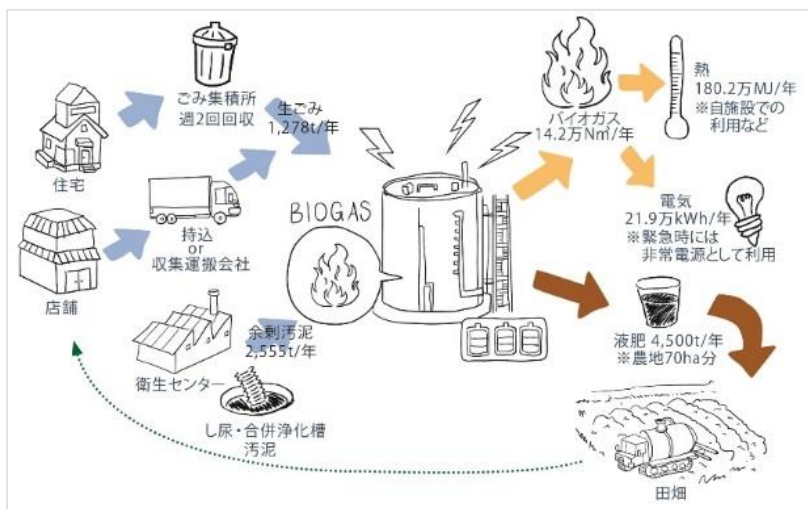 ごみ集積所
週2回回収
生ごみ
1,278t/年
住宅
持込
or
収集運搬会社
店舗
余剰汚泥
2,555t/年
衛生センター
し尿・合併浄化槽
汚泥
BIOGAS
バイオガス
14.2万N㎥/年
熱
180.2万MJ/年
※自施設での
利用など
電気
21.9万kWh/年
※緊急時には
非常電源として利用
液肥 4,500t/年
※農地70ha分
田畑